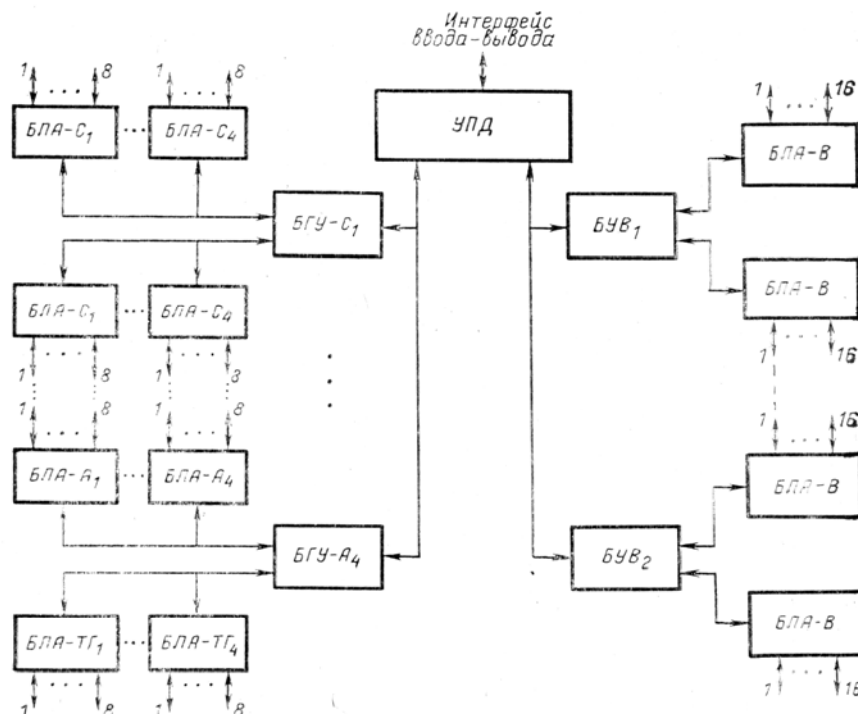 Интерфейс
ввода-вывода
1 ... 8 1 ... 8
БЛА-С1 ... БЛА-С4
УПД
1 ... 16
БЛА-В
БГУ-С1
БУВ1
БЛА-С1 ... БЛА-С4
БЛА-В
1 ... 8 1 ... 8
1 ... 16
1 ... 8 1 ... 8
1 ... 16
БЛА-А1 ... БЛА-А4
БЛА-В
БГУ-А4
БУВ2
БЛА-ТГ1 ... БЛА-ТГ4
БЛА-В
1 ... 8 1 ... 8
1 ... 16